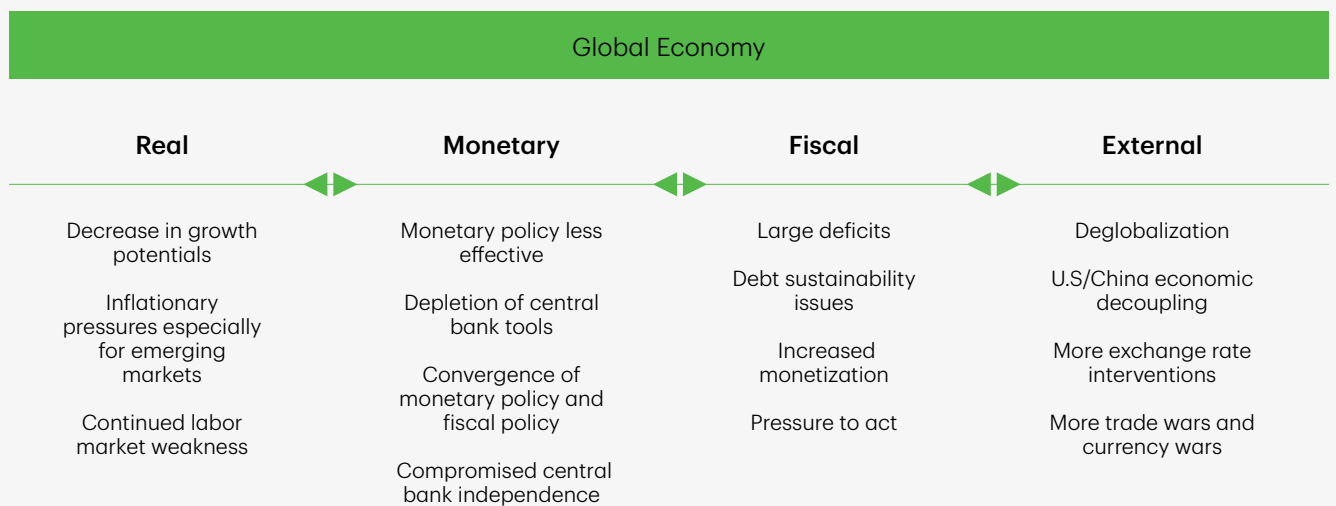 Global Economy
Real
Monetary
Fiscal
External
Decrease in growth
potentials
Inflationary
pressures especially
for emerging
markets
Continued labor
market weakness
Monetary policy less
effective
Depletion of central
bank tools
Convergence of
monetary policy and
fiscal policy
Compromised central
bank independence
Large deficits
Debt sustainability
issues
Increased
monetization
Pressure to act
Deglobalization
U.S/China economic
decoupling
More exchange rate
interventions
More trade wars and
currency wars